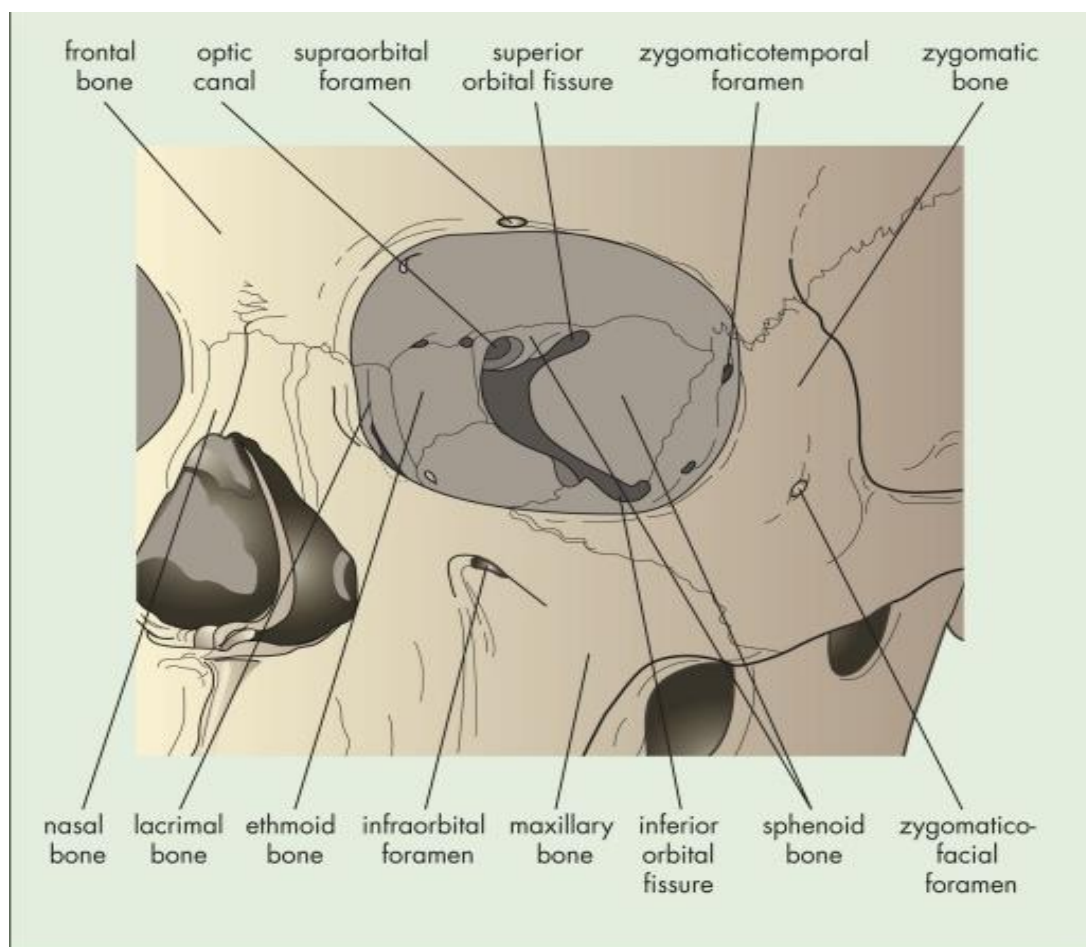 frontal
bone
optic
canal
supraorbital
foramen
superior
orbital fissure
zygomaticotemporal
foramen
zygomatic
bone
nasal
bone
lacrimal
bone
ethmoid
bone
infraorbital
foramen
maxillary
bone
inferior
orbital
fissure
sphenoid
bone
zygomatico-
facial
foramen